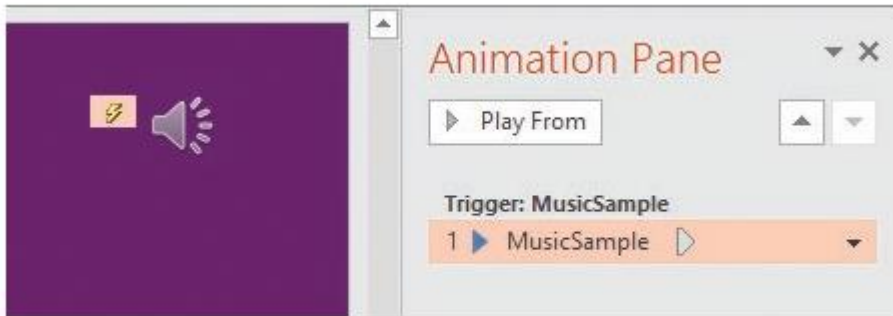 Animation Pane
Play From
Trigger: MusicSample
1 MusicSample